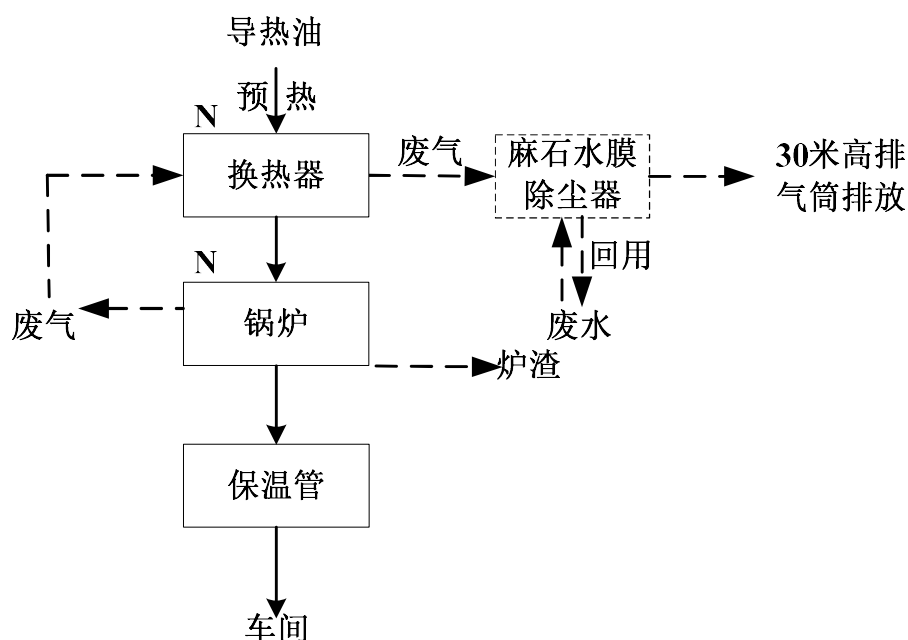 导热油
预热
N
换热器
废气
麻石水膜
除尘器
30米高排
气筒排放
回用
N
废气
锅炉
废水
炉渣
保温管
车间